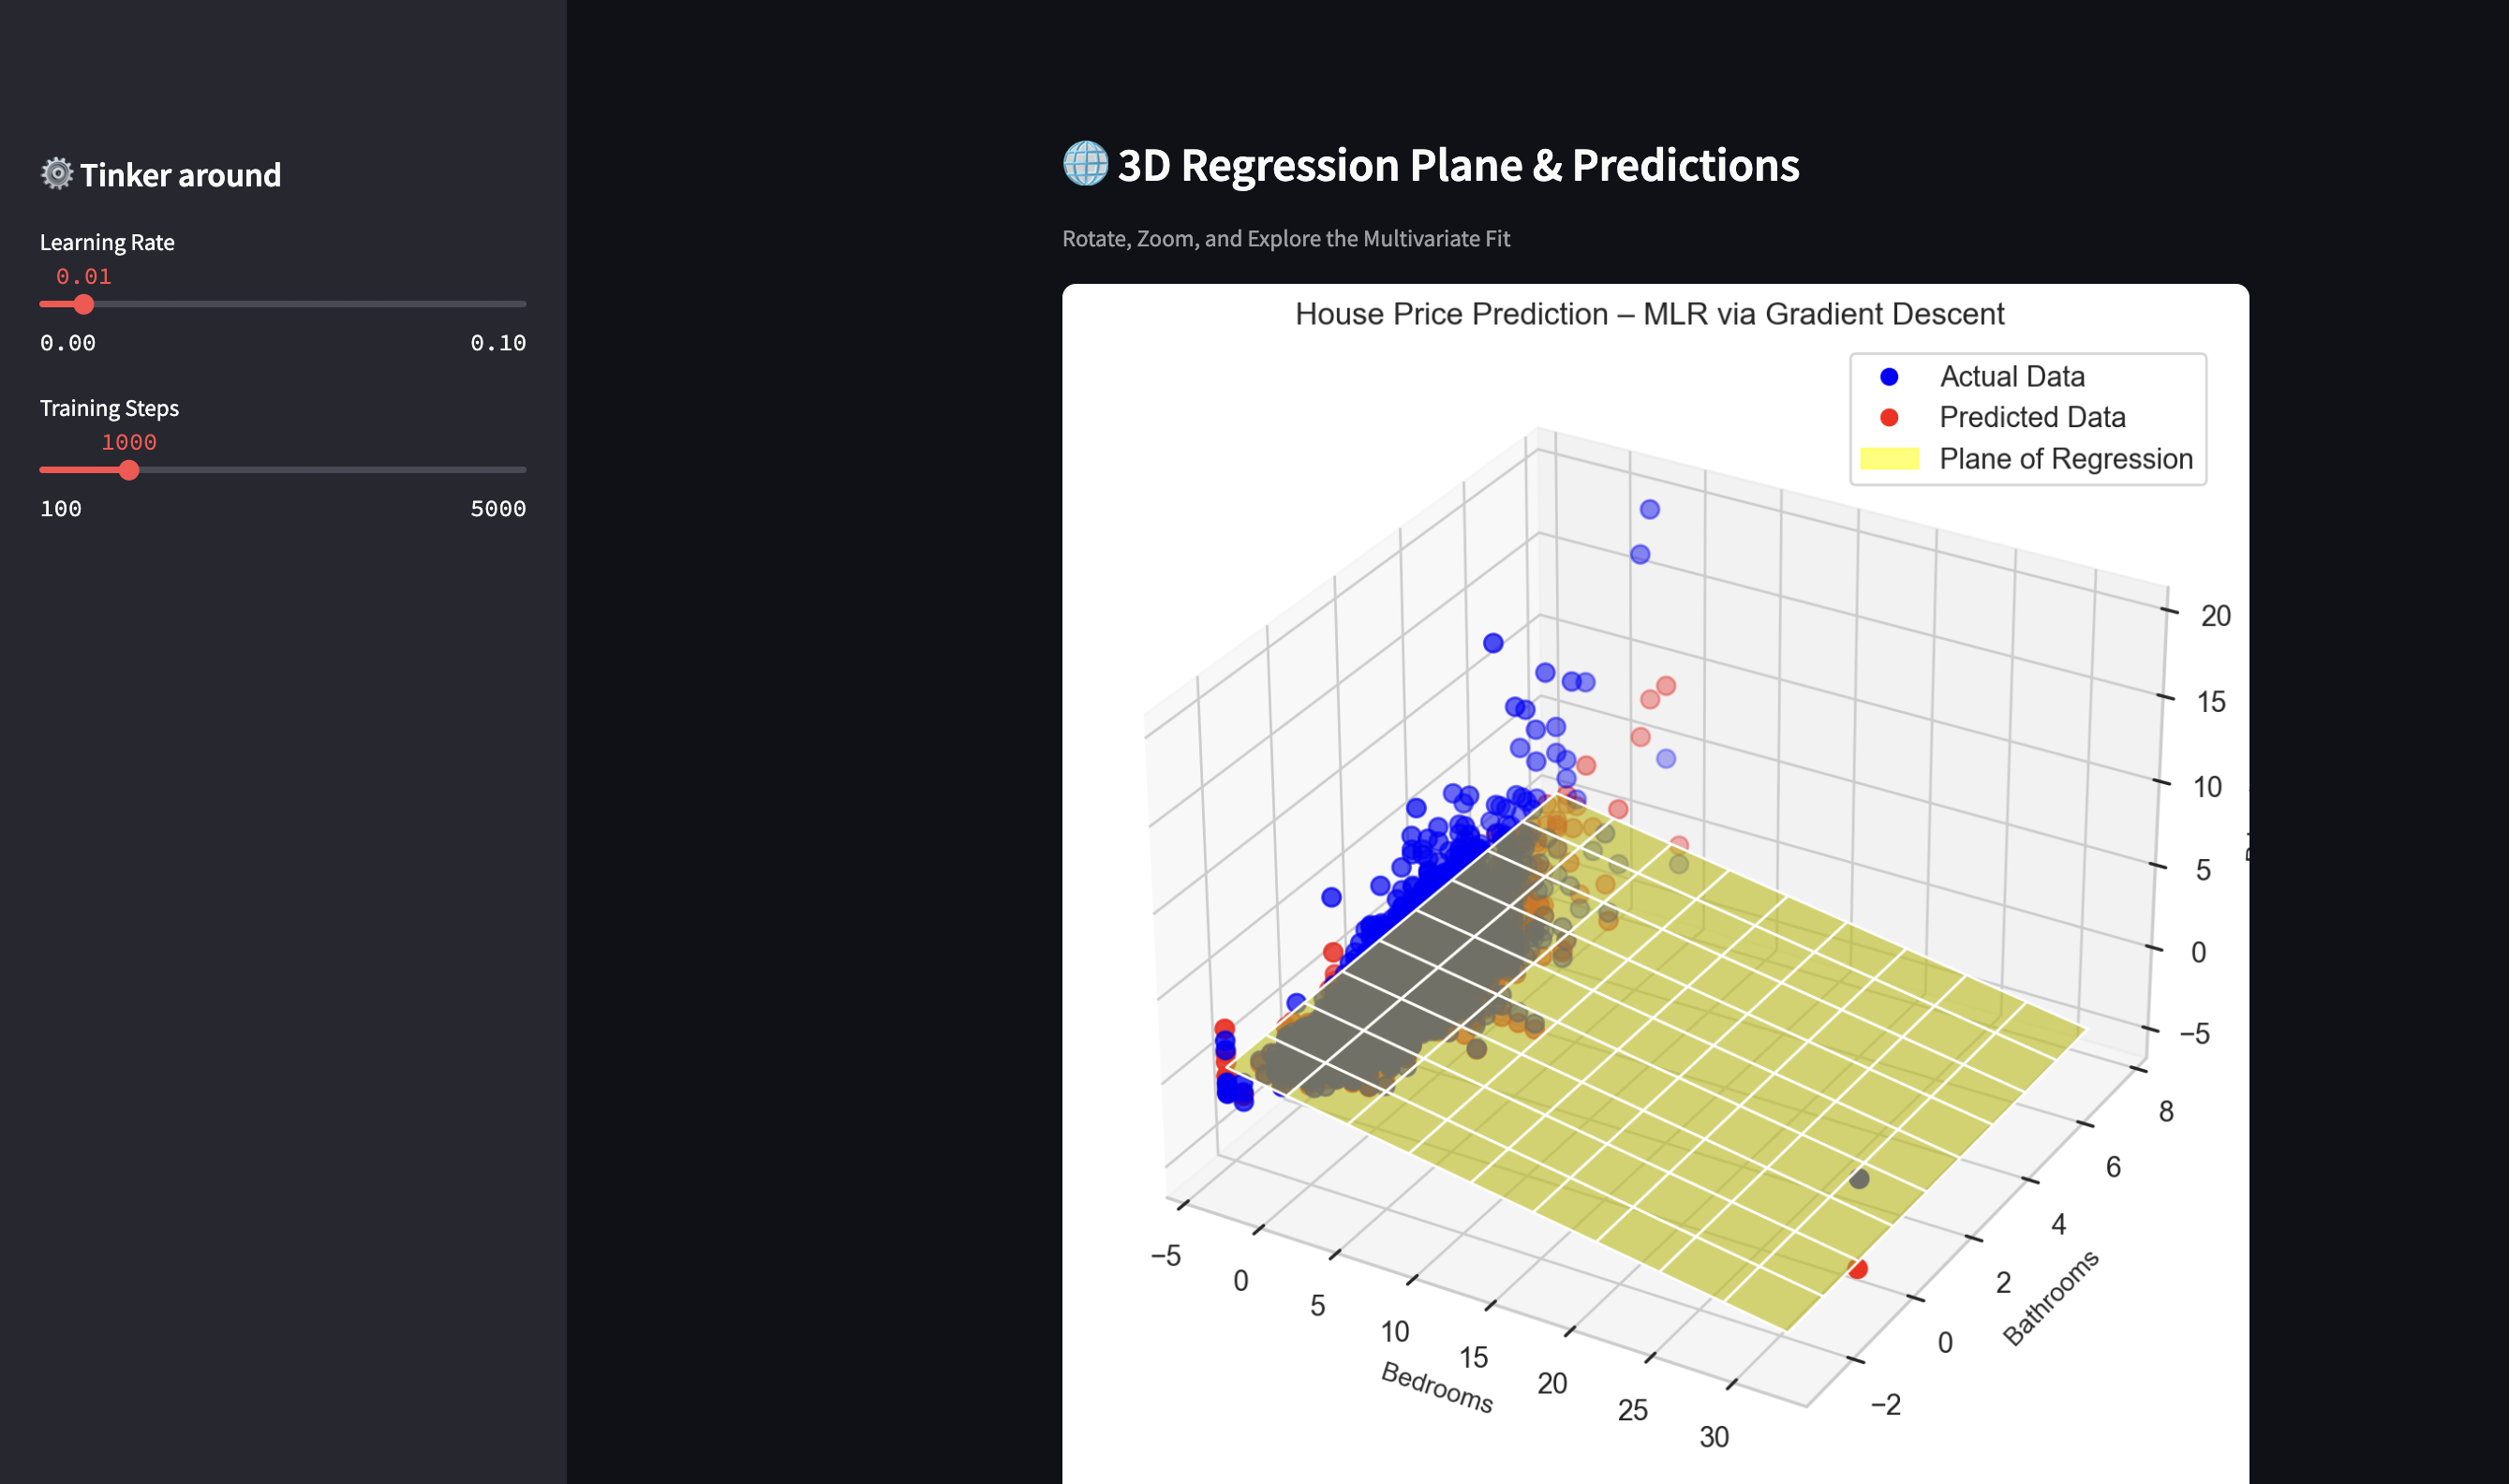 Tinker around
Learning Rate
0.01
0.00 0.10
Training Steps
1000
100 5000
3D Regression Plane & Predictions
Rotate, Zoom, and Explore the Multivariate Fit
House Price Prediction – MLR via Gradient Descent
Actual Data
Predicted Data
Plane of Regression
20
15
10
5
0
−5
8
6
4
2
0
−2
Bathrooms
−5
0
5
10
15
20
25
30
Bedrooms